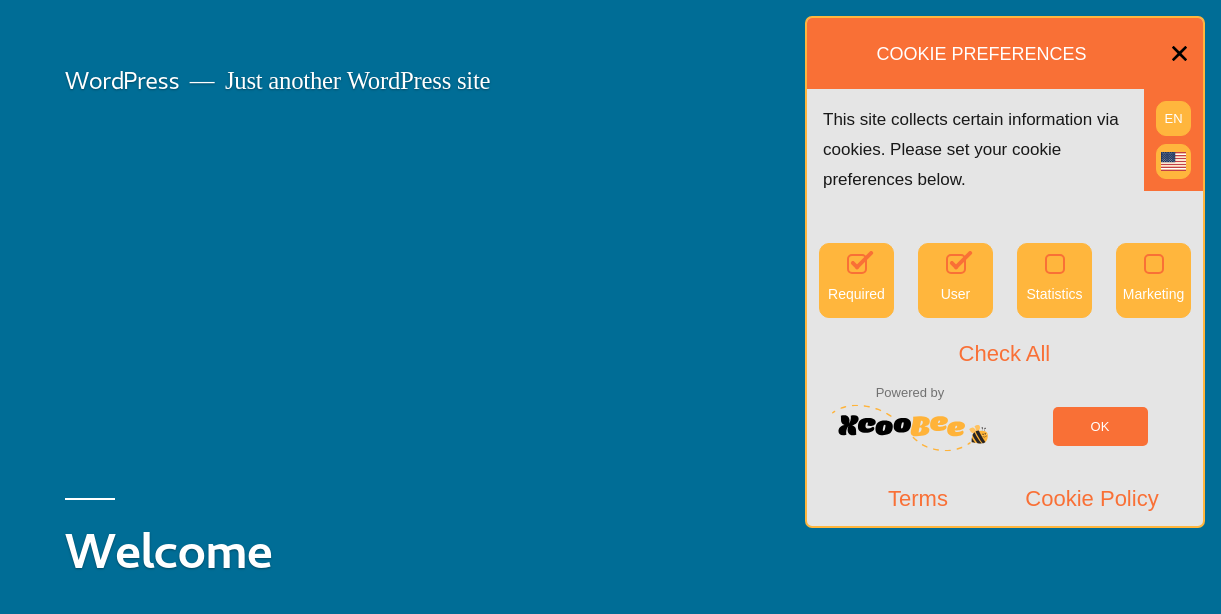 WordPress — Just another WordPress site
Welcome
COOKIE PREFERENCES
This site collects certain information via
cookies. Please set your cookie
preferences below.
EN
Required User Statistics Marketing
Check All
Powered by
XcooBee
OK
Terms Cookie Policy